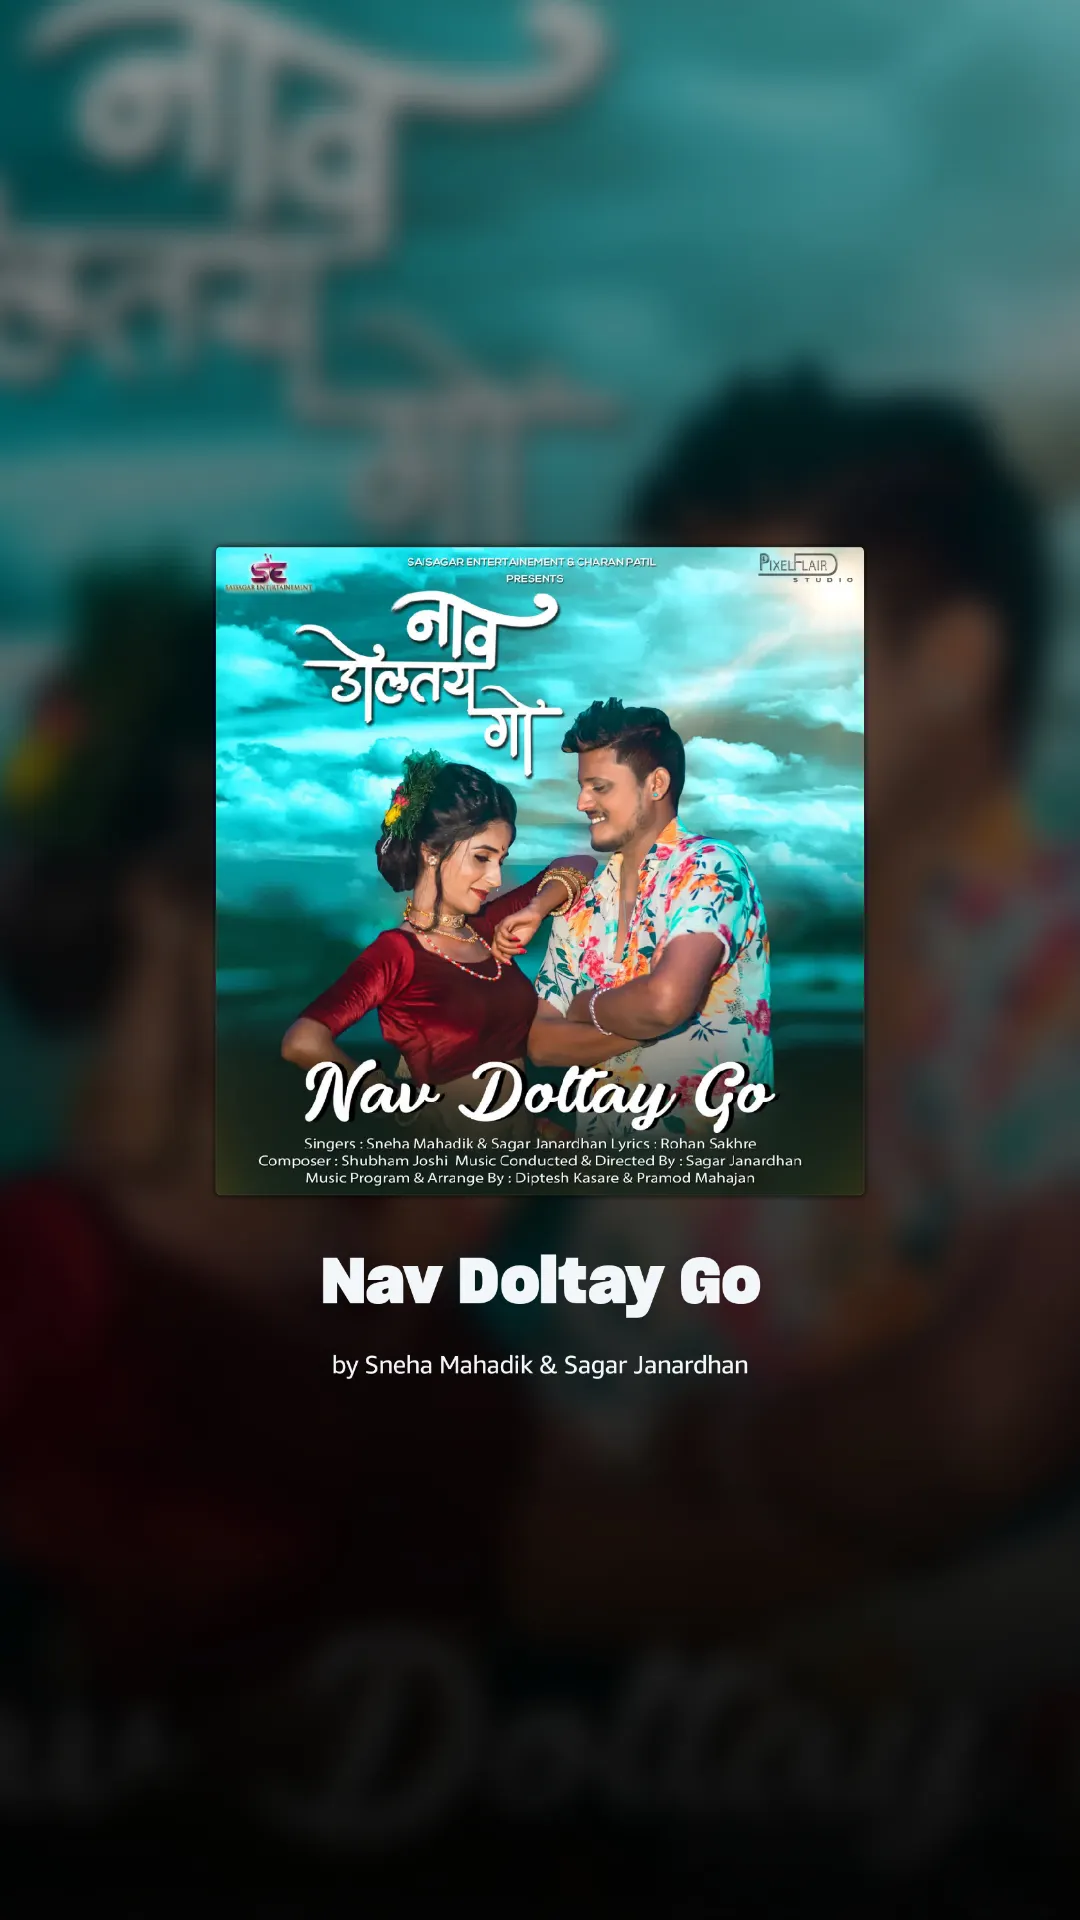 SE
SAISAGAR ENTERTAINEMENT
SAISAGAR ENTERTAINEMENT & CHARAN PATIL
PRESENTS
PIXELFLAIR
STUDIO
नाव
डोलतय
गो
Nav Doltay Go
Singers : Sneha Mahadik & Sagar Janardhan Lyrics : Rohan Sakhre
Composer : Shubham Joshi Music Conducted & Directed By : Sagar Janardhan
Music Program & Arrange By : Diptesh Kasare & Pramod Mahajan
Nav Doltay Go
by Sneha Mahadik & Sagar Janardhan